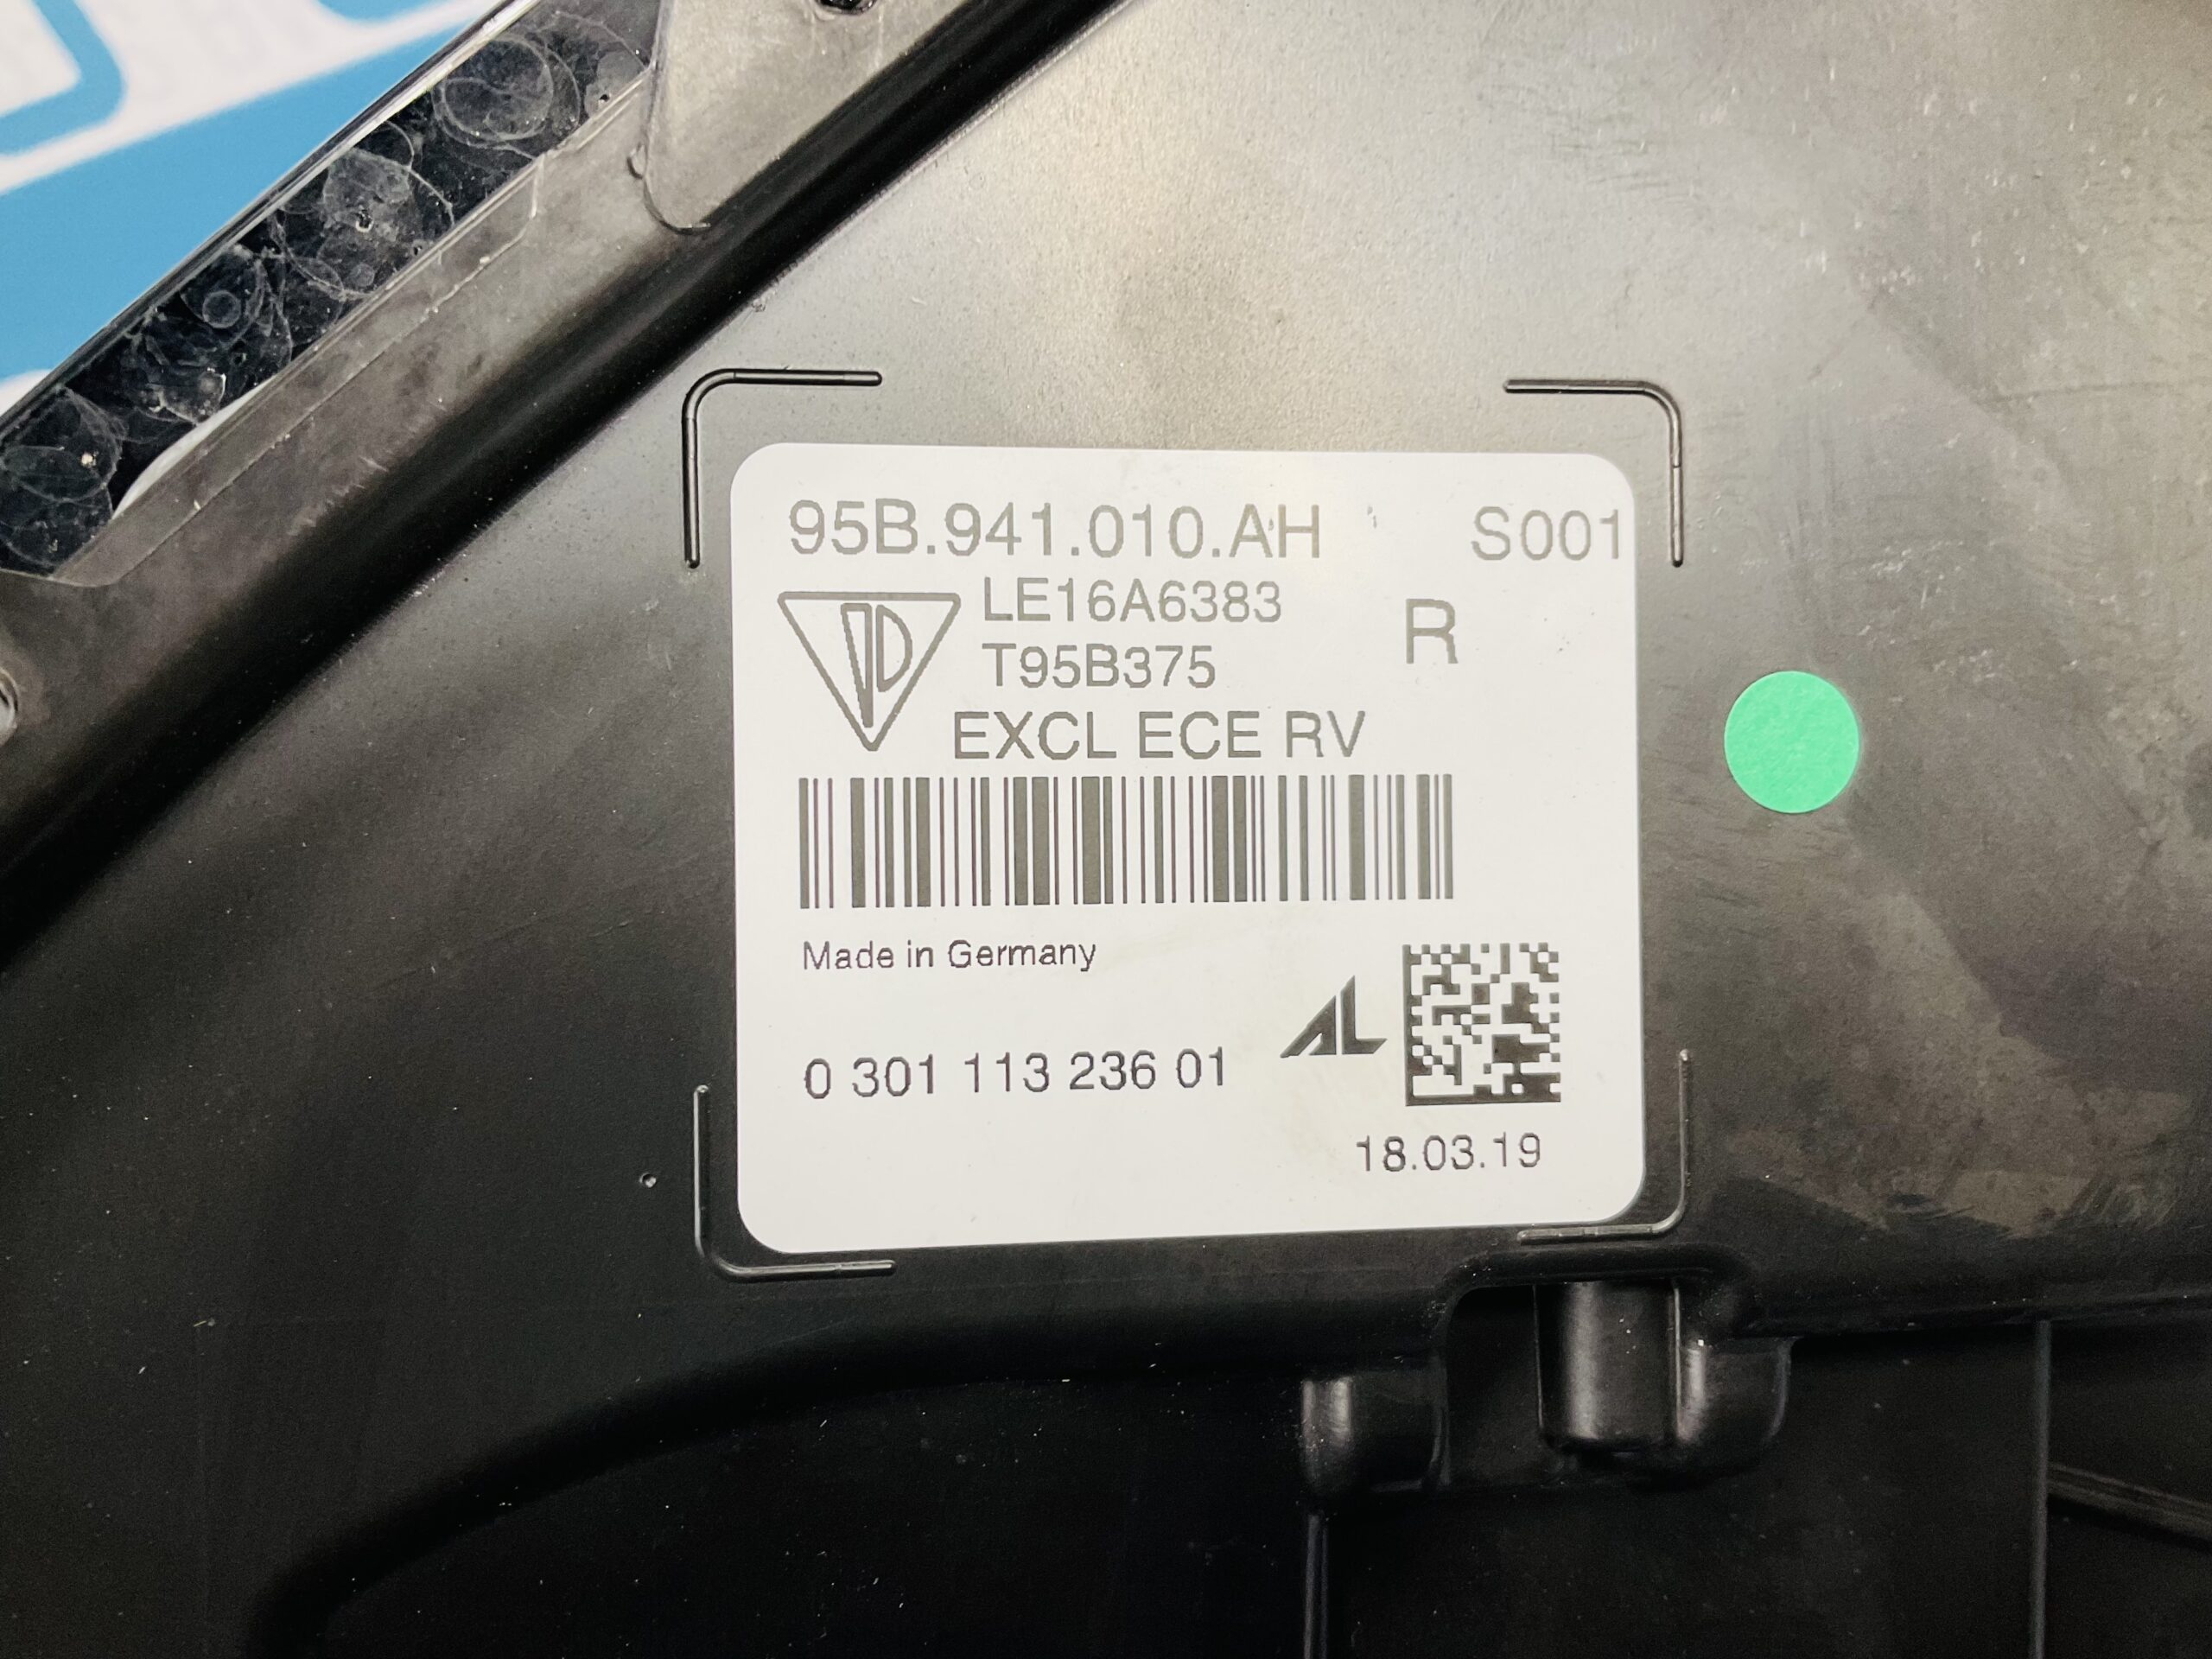 95B.941.010.AH S001
LE16A6383
R
T95B375
EXCL ECE RV
Made in Germany
AL
0 301 113 236 01
18.03.19